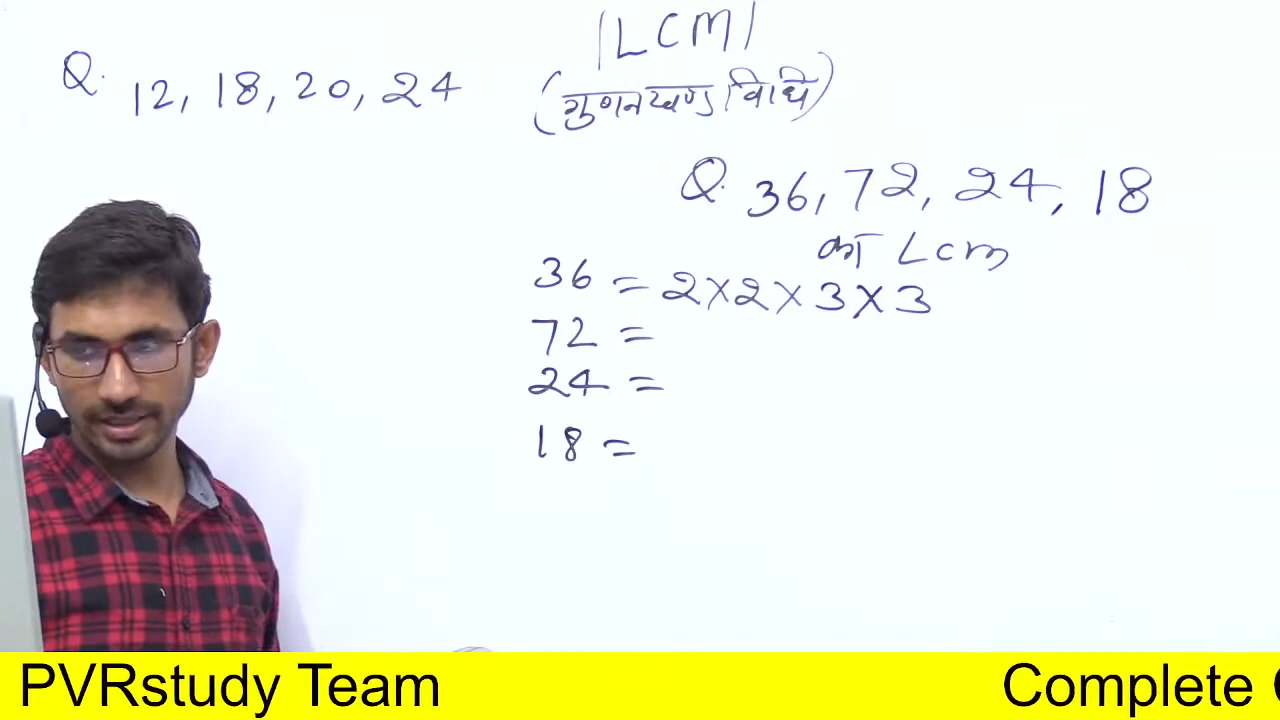 |LCM|
(गुणनखण्ड विधि)
Q. 12, 18, 20, 24
Q. 36, 72, 24, 18
का Lcm
36 = 2×2×3×3
72 =
24 =
18 =
PVRstudy Team
Complete